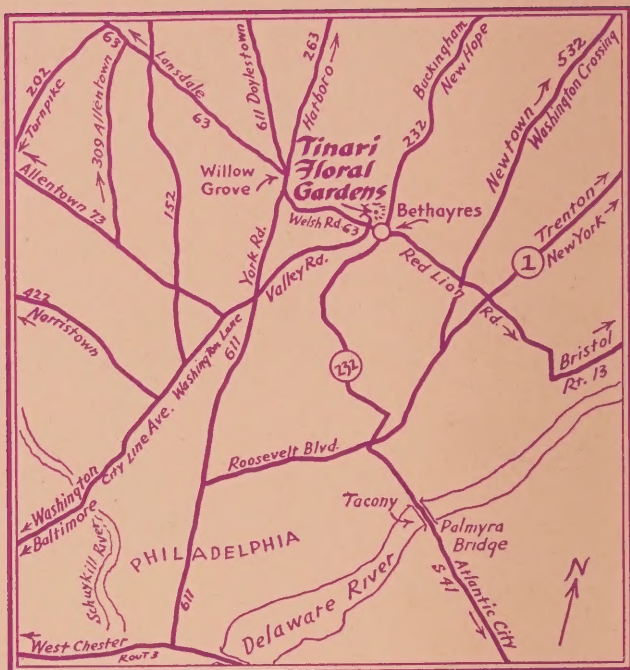 63
Lansdale
202
Turnpike
309 Allentown
63
611 Doylestown
263
Harboro
Buckingham
New Hope
232
Newtown
532
Washington Crossing
Allentown 73
152
Willow
Grove
Tinari
Floral
Gardens
Welsh Rd. 63
Bethayres
Trenton
New York
1
York Rd.
Valley Rd.
Red Lion
Rd.
422
Norristown
Washington Lane
611
232
Bristol
Rt. 13
City Line Ave.
Roosevelt Blvd.
Washington
Baltimore
Tacony
Palmyra
Bridge
Schuykill River
PHILADELPHIA
611
Delaware River
S 41
Atlantic City
N
West Chester
Rout 3